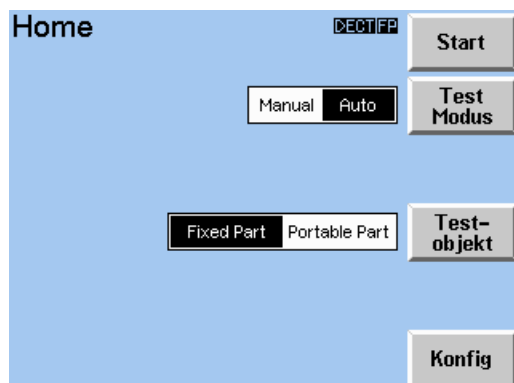 Home
DECT FP
Start
Manual Auto
Test
Modus
Fixed Part Portable Part
Test-
objekt
Konfig